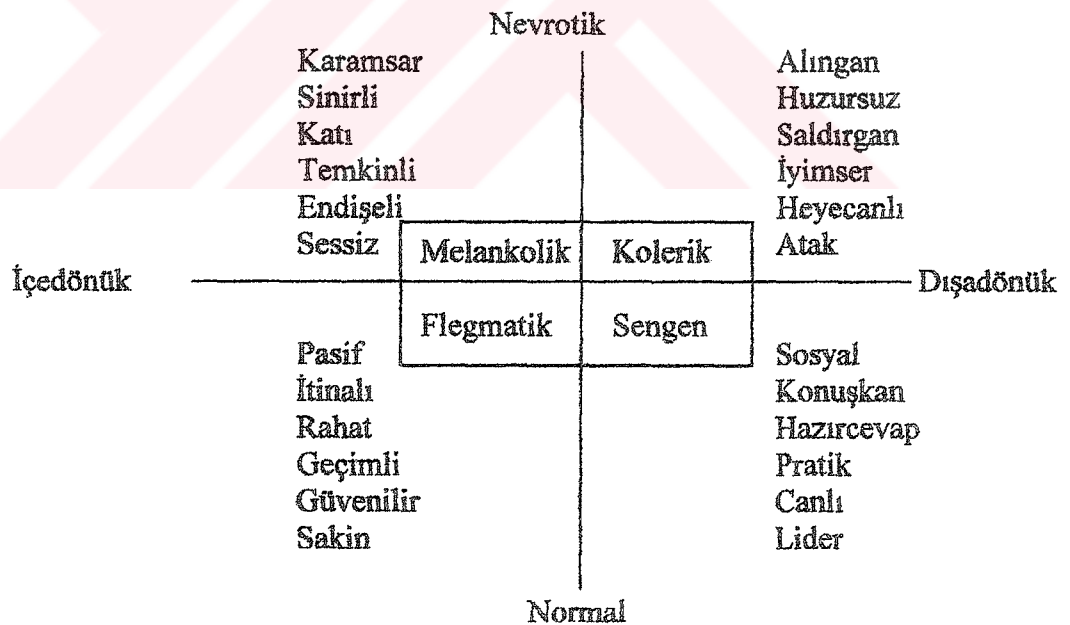 Nevrotik
Karamsar
Sinirli
Katı
Temkinli
Endişeli
Sessiz
Alıngan
Huzursuz
Saldırgan
İyimser
Heyecanlı
Atak
Melankolik
Kolerik
İçedönük
Dışadönük
Flegmatik
Sengen
Pasif
İtinalı
Rahat
Geçimli
Güvenilir
Sakin
Sosyal
Konuşkan
Hazırcevap
Pratik
Canlı
Lider
Normal